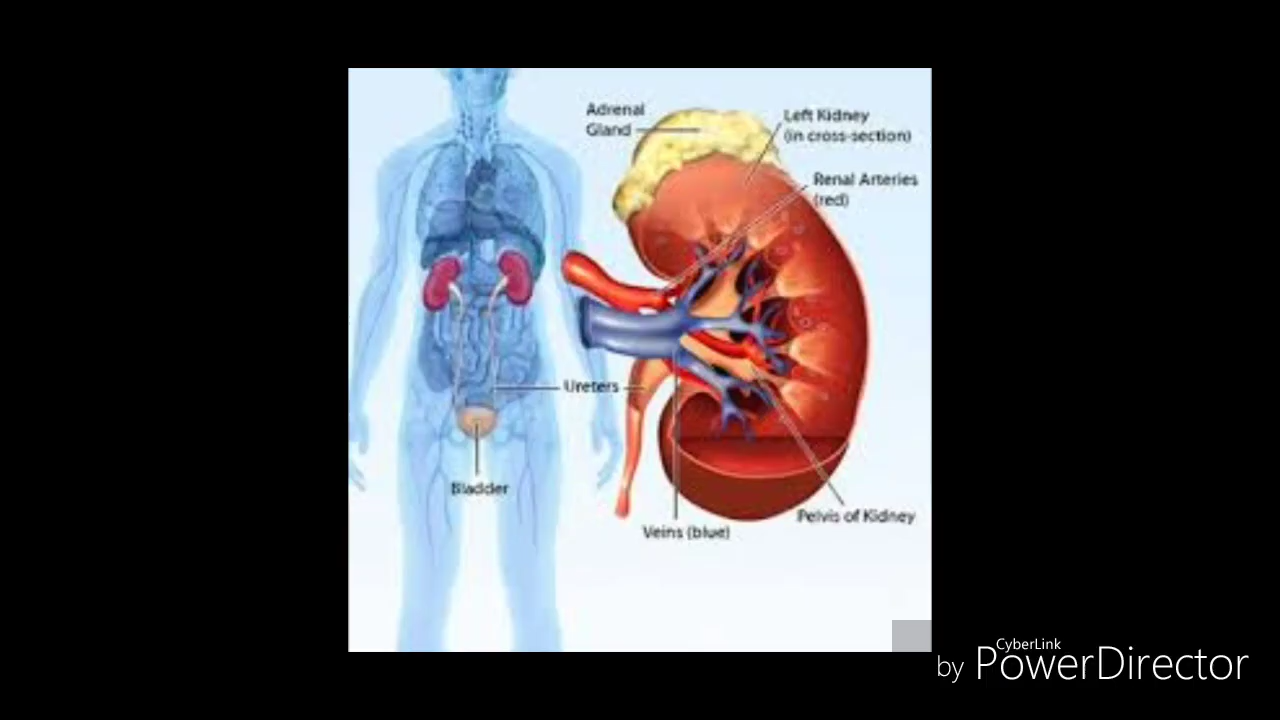 Adrenal
Gland
Left Kidney
(in cross-section)
Renal Arteries
(red)
Ureters
Bladder
Pelvis of Kidney
Veins (blue)
CyberLink
by PowerDirector